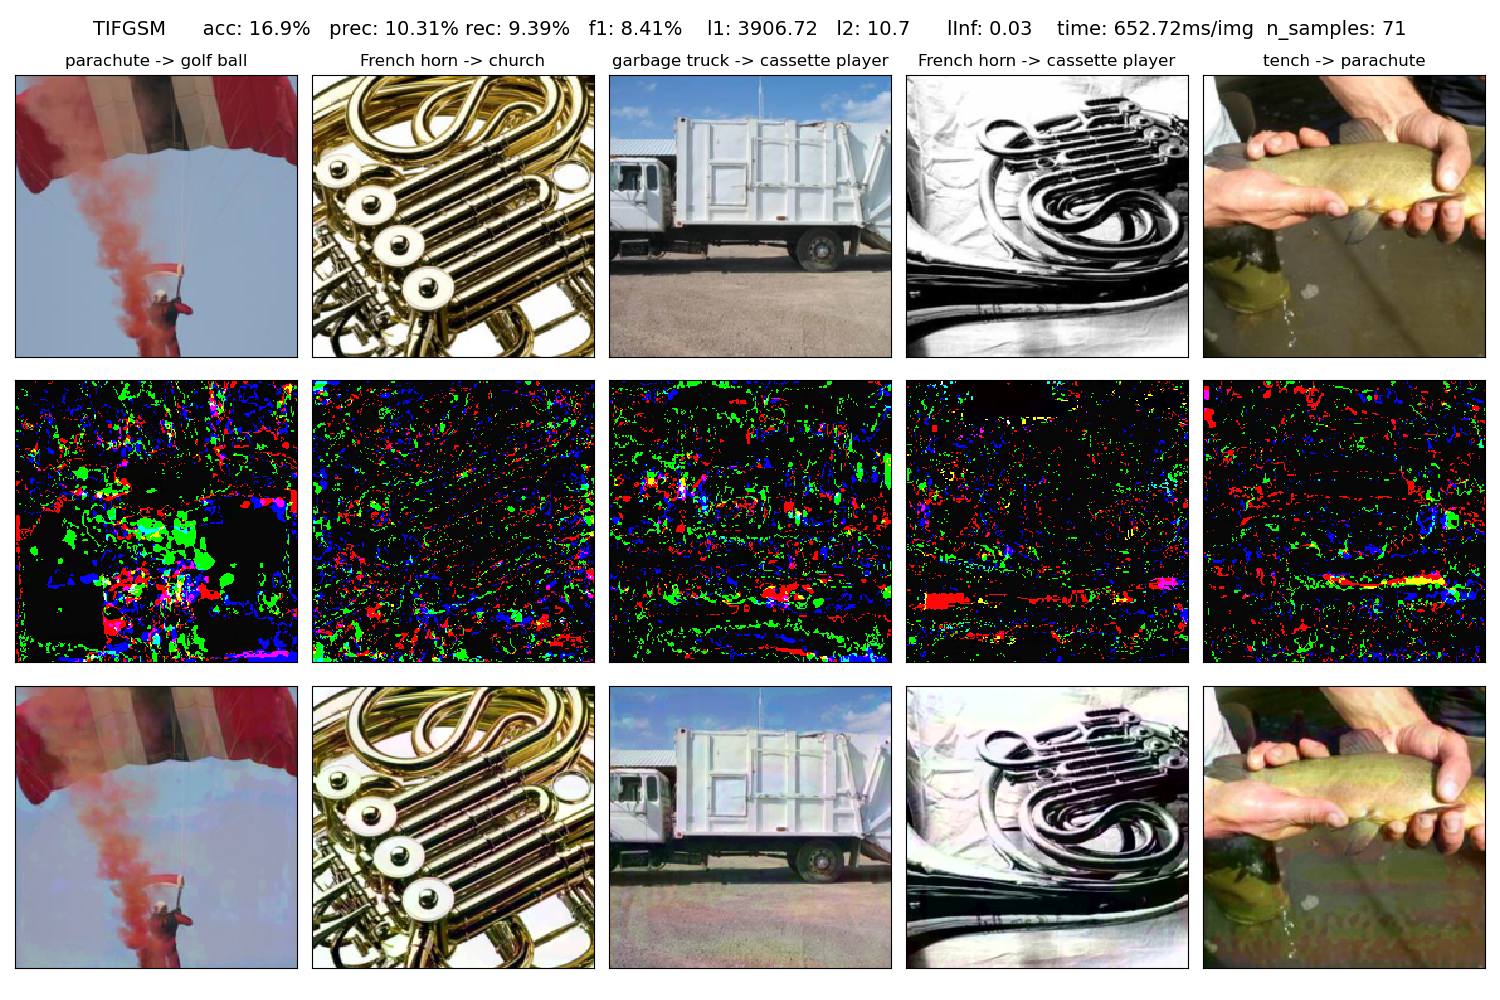 TIFGSM acc: 16.9% prec: 10.31% rec: 9.39% f1: 8.41% l1: 3906.72 l2: 10.7 lInf: 0.03 time: 652.72ms/img n_samples: 71
parachute -> golf ball
French horn -> church
garbage truck -> cassette player
French horn -> cassette player
tench -> parachute